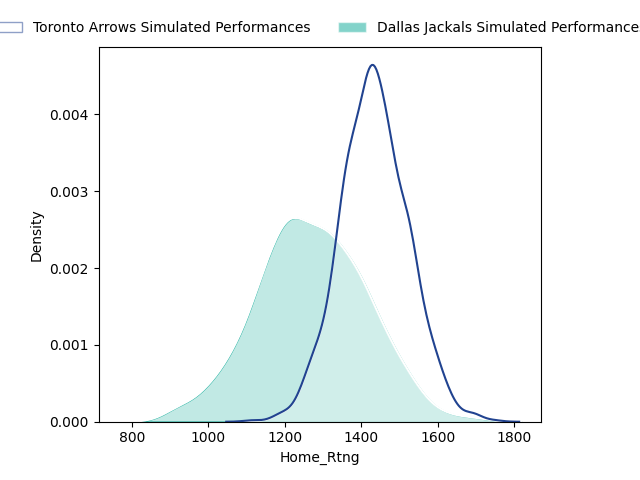 Toronto Arrows Simulated Performances
Dallas Jackals Simulated Performance
0.004
0.003
0.002
0.001
0.000
Density
800 1000 1200 1400 1600 1800
Home_Rtng